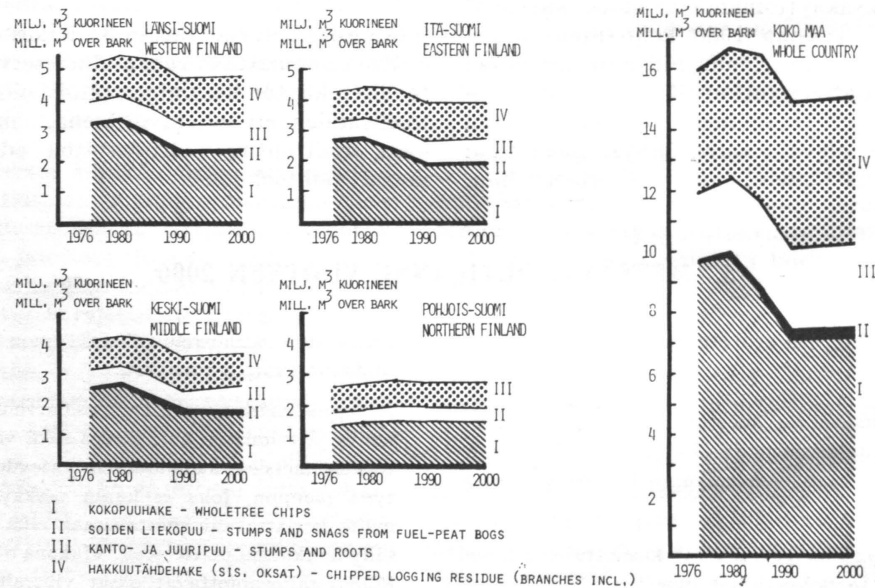 MILJ. M³ KUORINEEN
MILL. M³ OVER BARK
LÄNSI-SUOMI
WESTERN FINLAND
5
4
3
2
1
IV
III
II
I
1976 1980 1990 2000
MILJ. M³ KUORINEEN
MILL. M³ OVER BARK
ITÄ-SUOMI
EASTERN FINLAND
5
4
3
2
1
IV
III
II
I
1976 1980 1990 2000
MILJ. M³ KUORINEEN
MILL. M³ OVER BARK
KOKO MAA
WHOLE COUNTRY
16
14
12
10
8
6
4
2
IV
III
II
I
1976 1980 1990 2000
MILJ. M³ KUORINEEN
MILL. M³ OVER BARK
KESKI-SUOMI
MIDDLE FINLAND
4
3
2
1
IV
III
II
I
1976 1980 1990 2000
MILJ. M³ KUORINEEN
MILL. M³ OVER BARK
POHJOIS-SUOMI
NORTHERN FINLAND
4
3
2
1
III
II
I
1976 1980 1990 2000
I KOKOPUUHAKE - WHOLETREE CHIPS
II SOIDEN LIEKOPUU - STUMPS AND SNAGS FROM FUEL-PEAT BOGS
III KANTO- JA JUURIPUU - STUMPS AND ROOTS
IV HAKKUUTÄHDEHAKE (SIS. OKSAT) - CHIPPED LOGGING RESIDUE (BRANCHES INCL.)